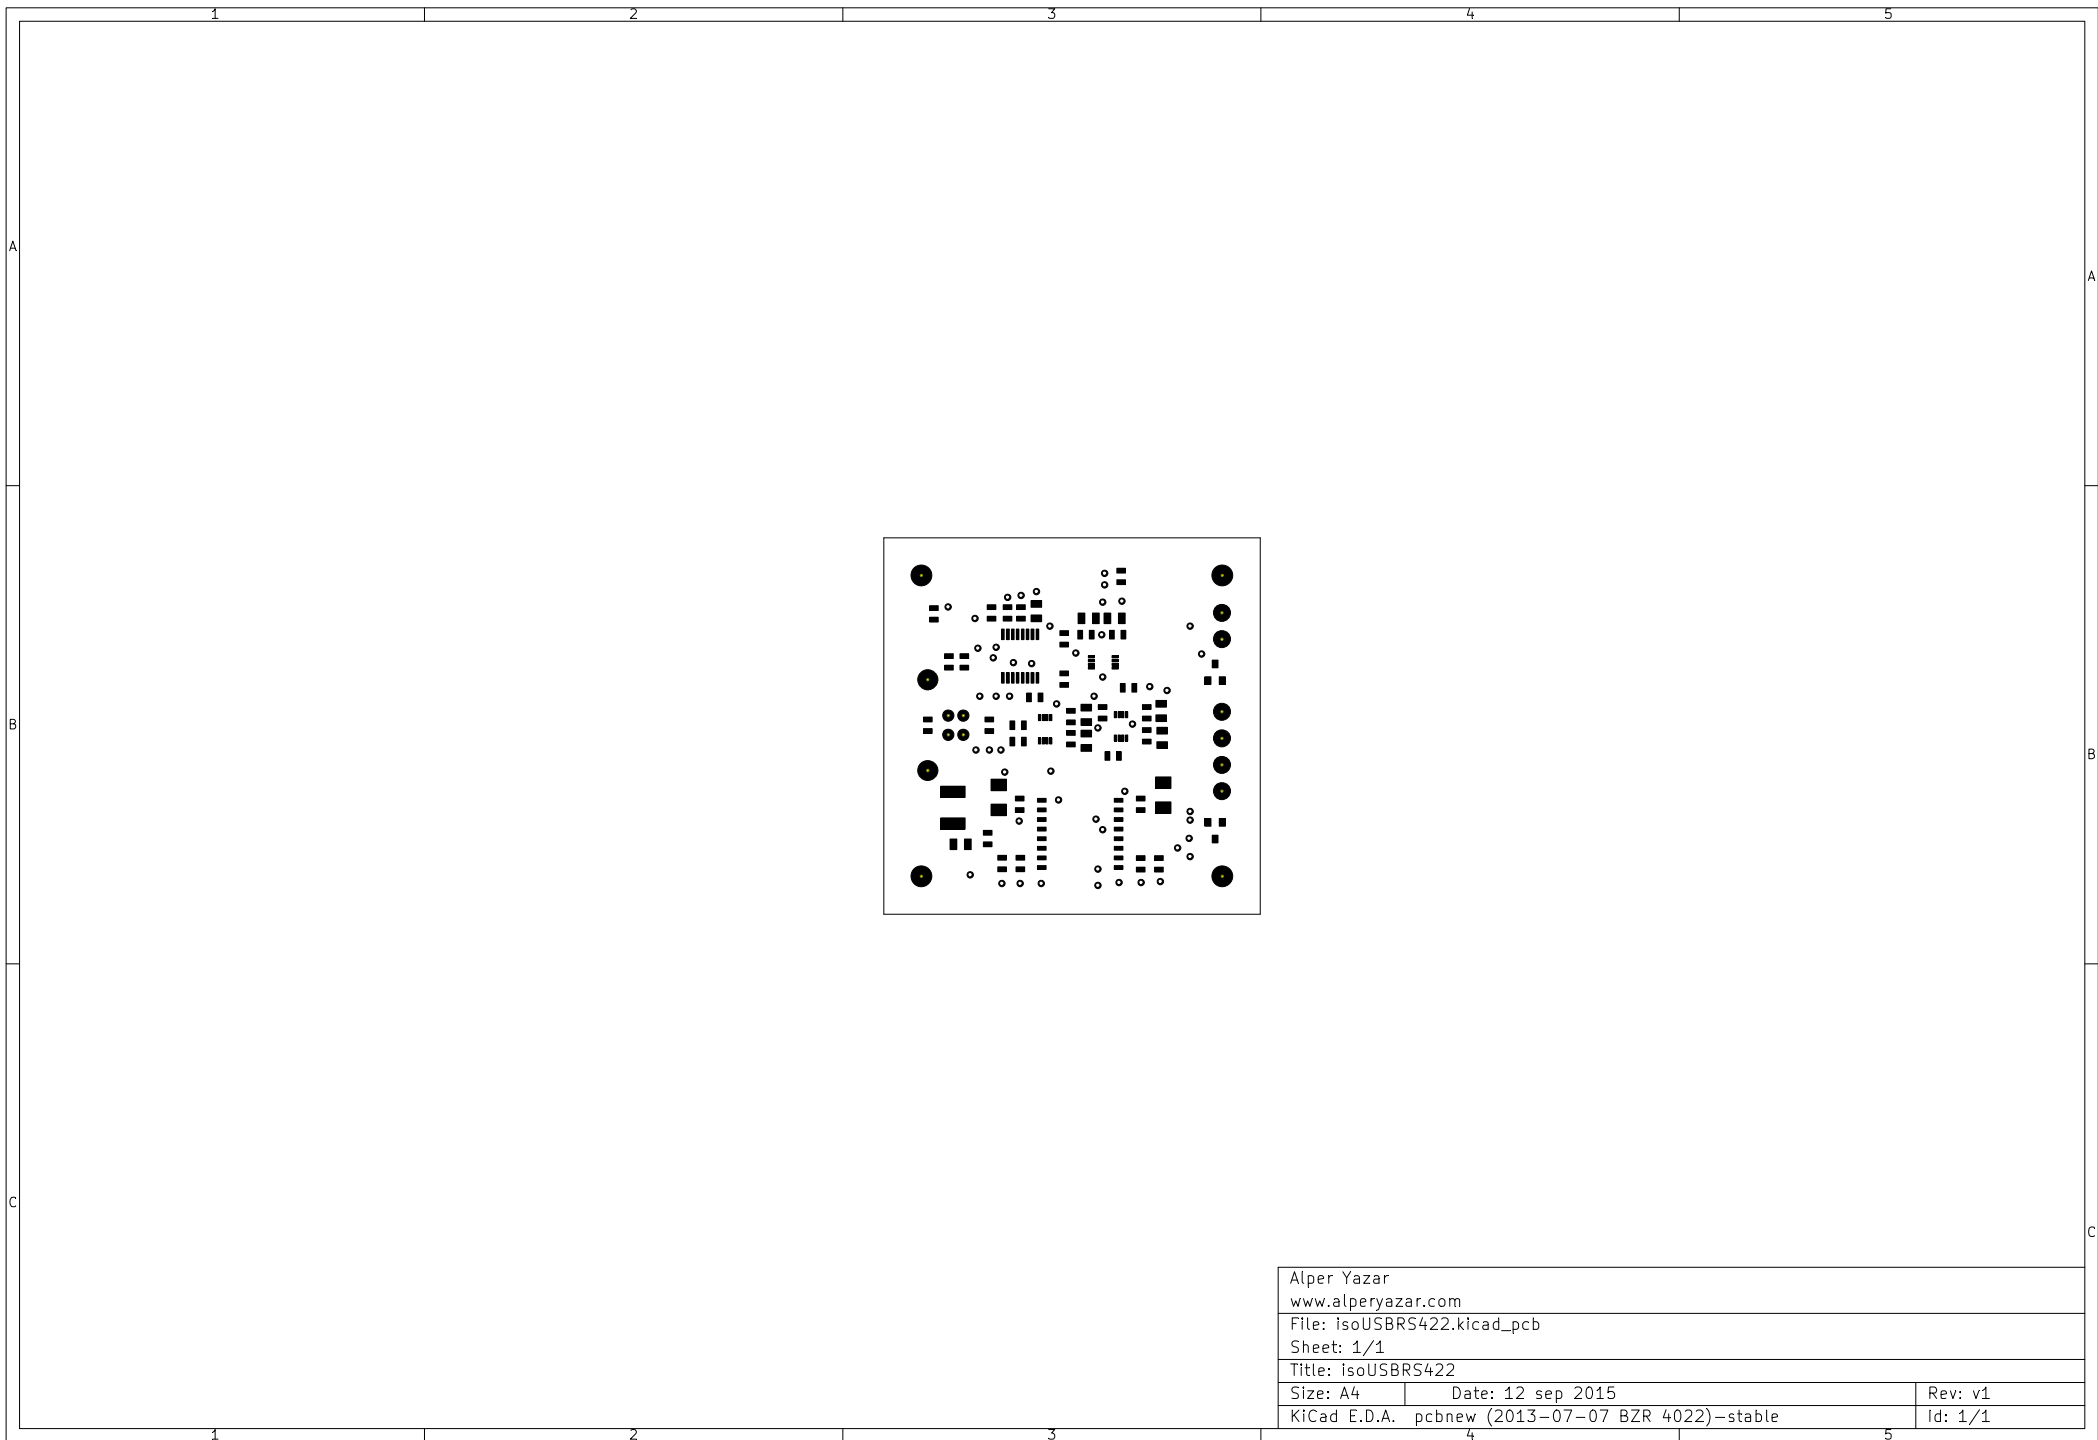 1 2 3 4 5
A A
B B
C C
Alper Yazar
www.alperyazar.com
File: isoUSBRS422.kicad_pcb
Sheet: 1/1
Title: isoUSBRS422
Size: A4 Date: 12 sep 2015 Rev: v1
KiCad E.D.A. pcbnew (2013-07-07 BZR 4022)-stable Id: 1/1
1 2 3 4 5